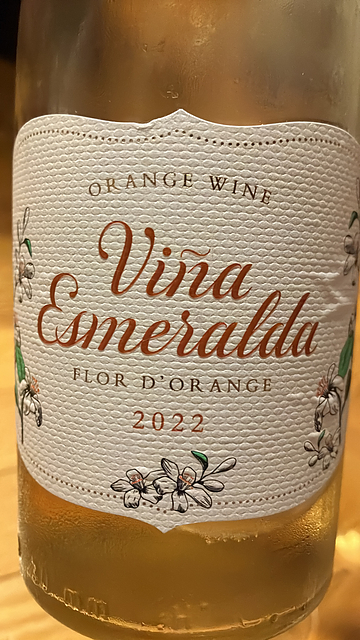 ORANGE WINE
Viña
Esmeralda
FLOR D'ORANGE
2022